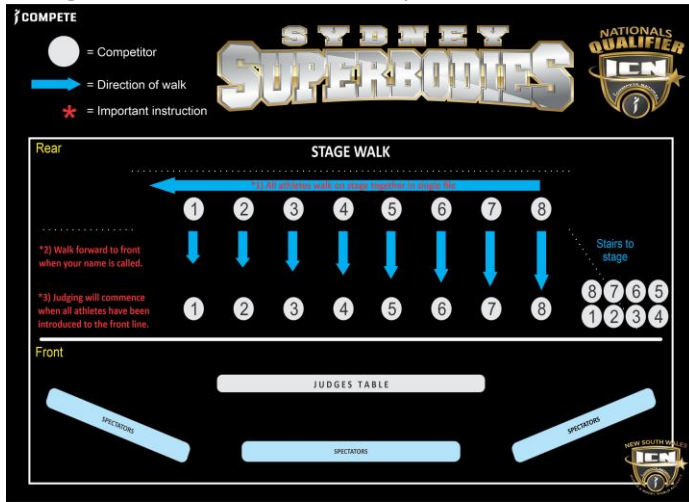 COMPETE
SYDNEY
SUPERBODIES
NATIONALS
QUALIFIER
ICN
= Competitor
= Direction of walk
* = Important instruction
Rear
STAGE WALK
*1) All athletes walk on stage together in single file
1 2 3 4 5 6 7 8
*2) Walk forward to front
when your name is called.
Stairs to
stage
*3) Judging will commence
when all athletes have been
introduced to the front line.
1 2 3 4 5 6 7 8
8 7 6 5
1 2 3 4
Front
JUDGES TABLE
SPECTATORS
SPECTATORS
SPECTATORS
NEW SOUTH WALES
ICN